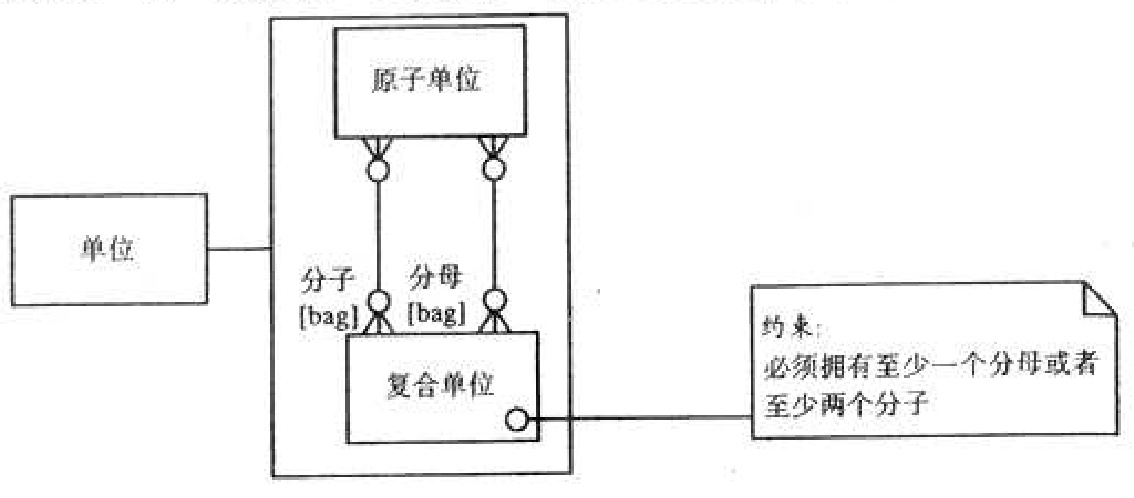 原子单位
单位
分子
[bag]
分母
[bag]
复合单位
约束:
必须拥有至少一个分母或者
至少两个分子